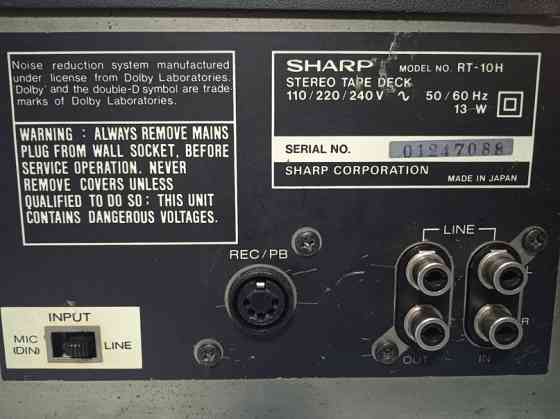 Noise reduction system manufactured
under license from Dolby Laboratories.
'Dolby' and the double-D symbol are trade-
marks of Dolby Laboratories.
WARNING : ALWAYS REMOVE MAINS
PLUG FROM WALL SOCKET, BEFORE
SERVICE OPERATION. NEVER
REMOVE COVERS UNLESS
QUALIFIED TO DO SO : THIS UNIT
CONTAINS DANGEROUS VOLTAGES.
SHARP MODEL NO. RT-10H
STEREO TAPE DECK
110/220/240V ∿ 50/60 Hz
13 W
SERIAL NO. 01247088
SHARP CORPORATION MADE IN JAPAN
REC/PB
LINE
L
R
OUT IN
INPUT
MIC
(DIN)
LINE